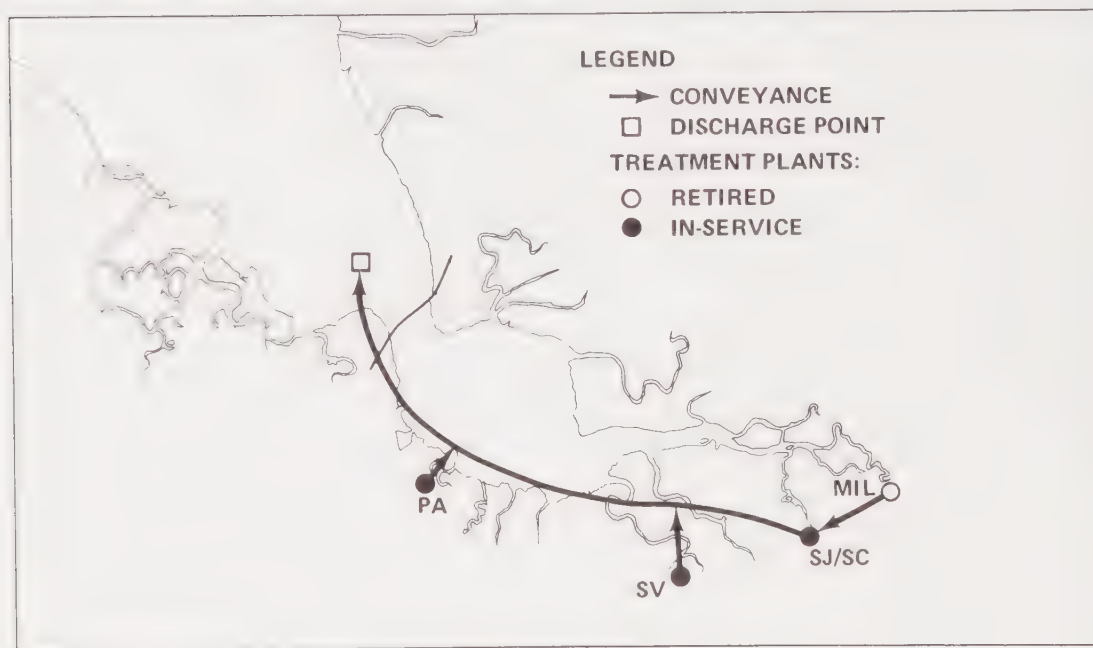 LEGEND
CONVEYANCE
DISCHARGE POINT
TREATMENT PLANTS:
RETIRED
IN-SERVICE
MIL
PA
SJ/SC
SV